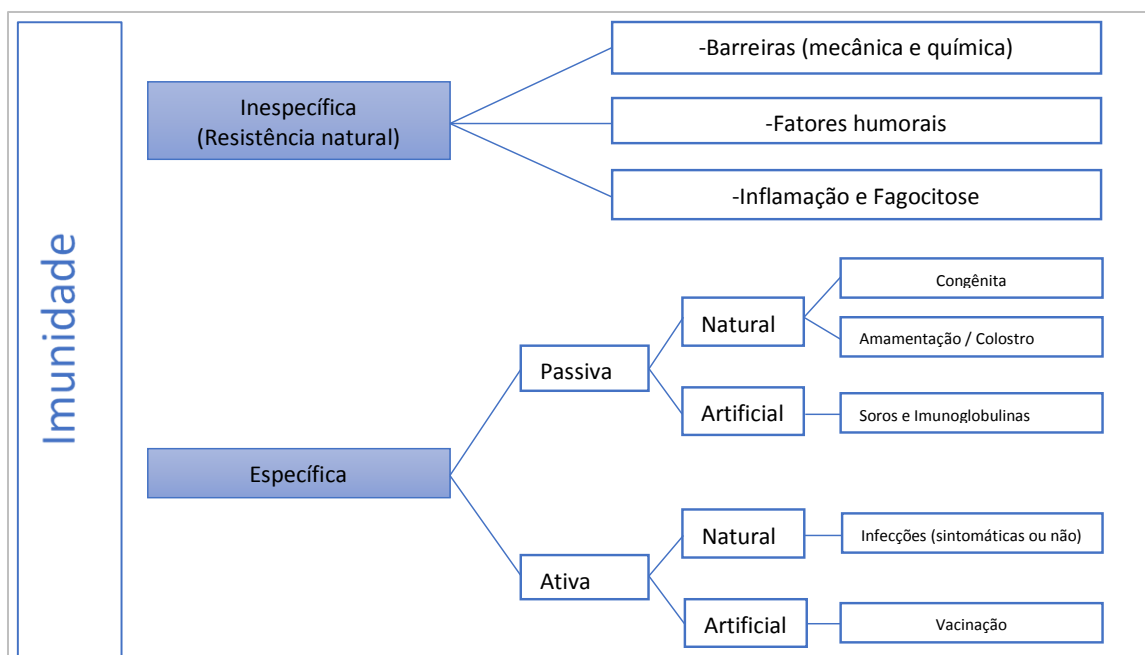 Imunidade
Inespecífica
(Resistência natural)
-Barreiras (mecânica e química)
-Fatores humorais
-Inflamação e Fagocitose
Específica
Passiva
Natural
Congênita
Amamentação / Colostro
Artificial
Soros e Imunoglobulinas
Ativa
Natural
Infecções (sintomáticas ou não)
Artificial
Vacinação